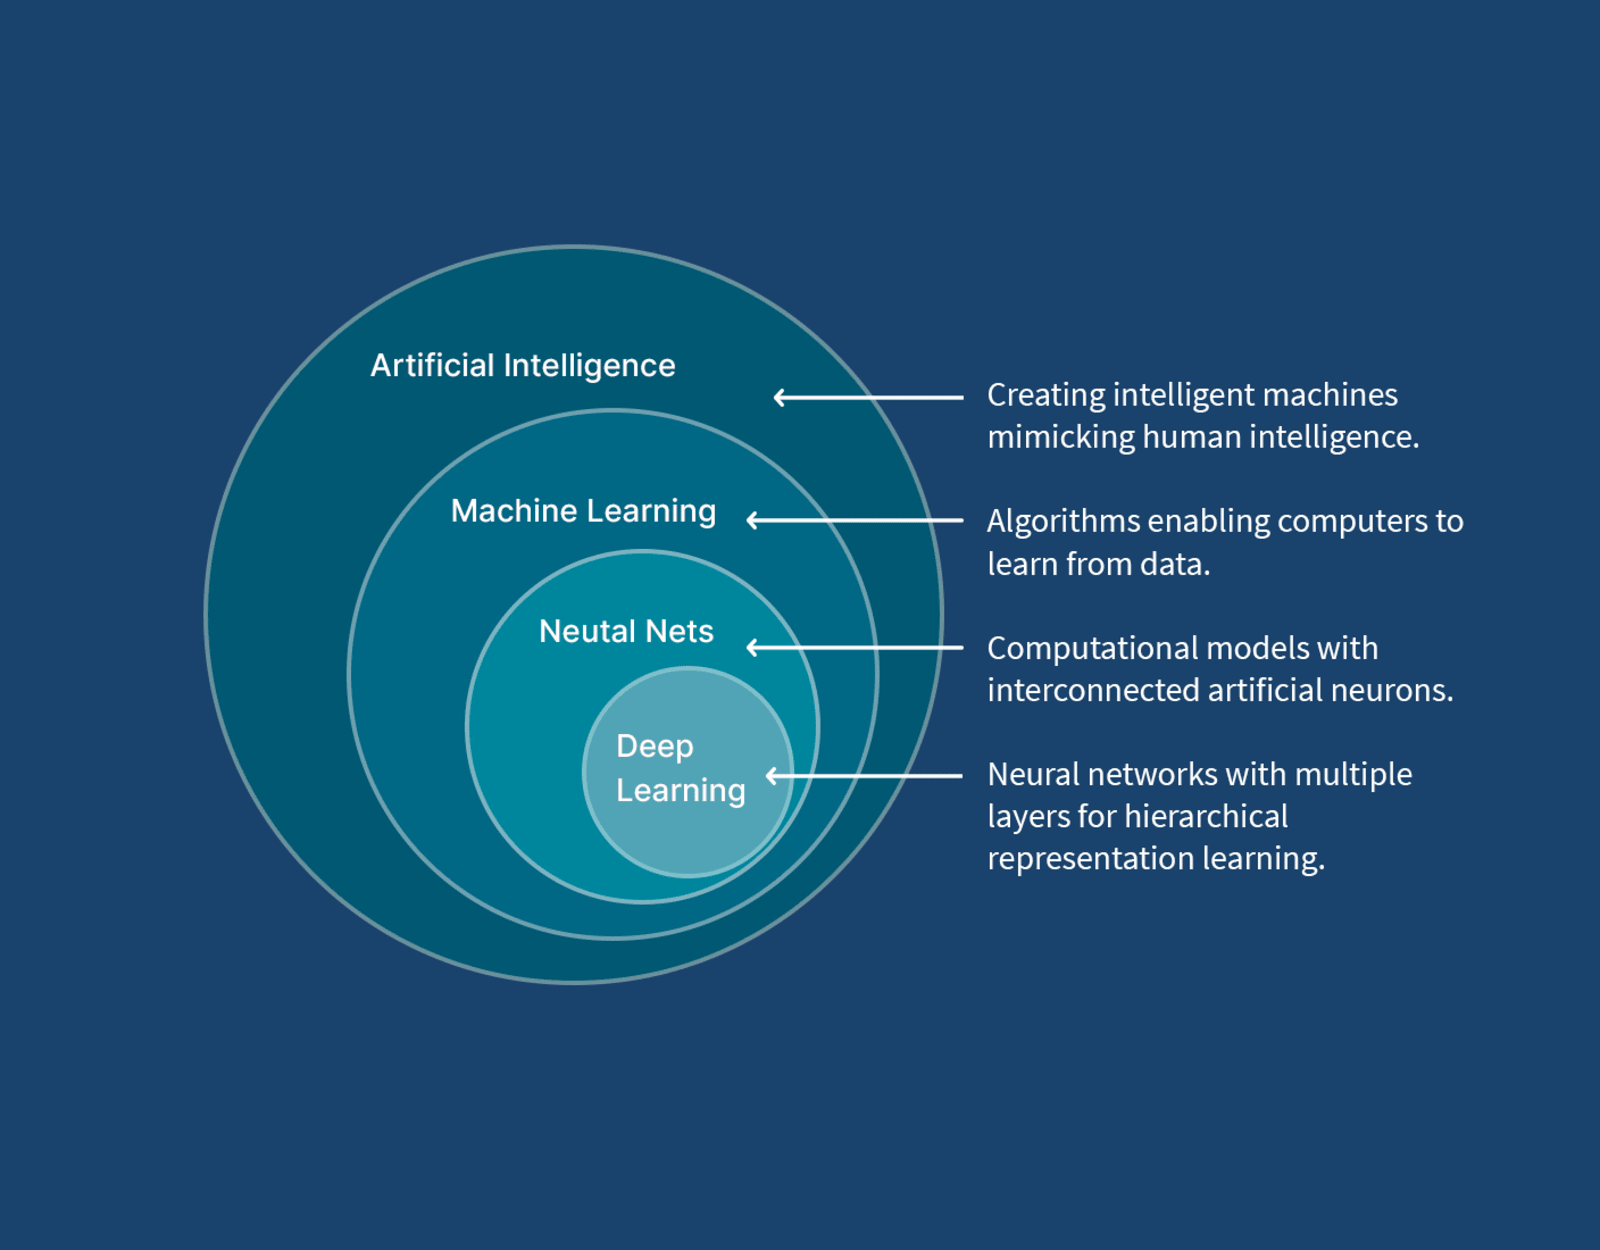 Artificial Intelligence
Creating intelligent machines
mimicking human intelligence.
Machine Learning
Algorithms enabling computers to
learn from data.
Neutal Nets
Computational models with
interconnected artificial neurons.
Deep
Learning
Neural networks with multiple
layers for hierarchical
representation learning.